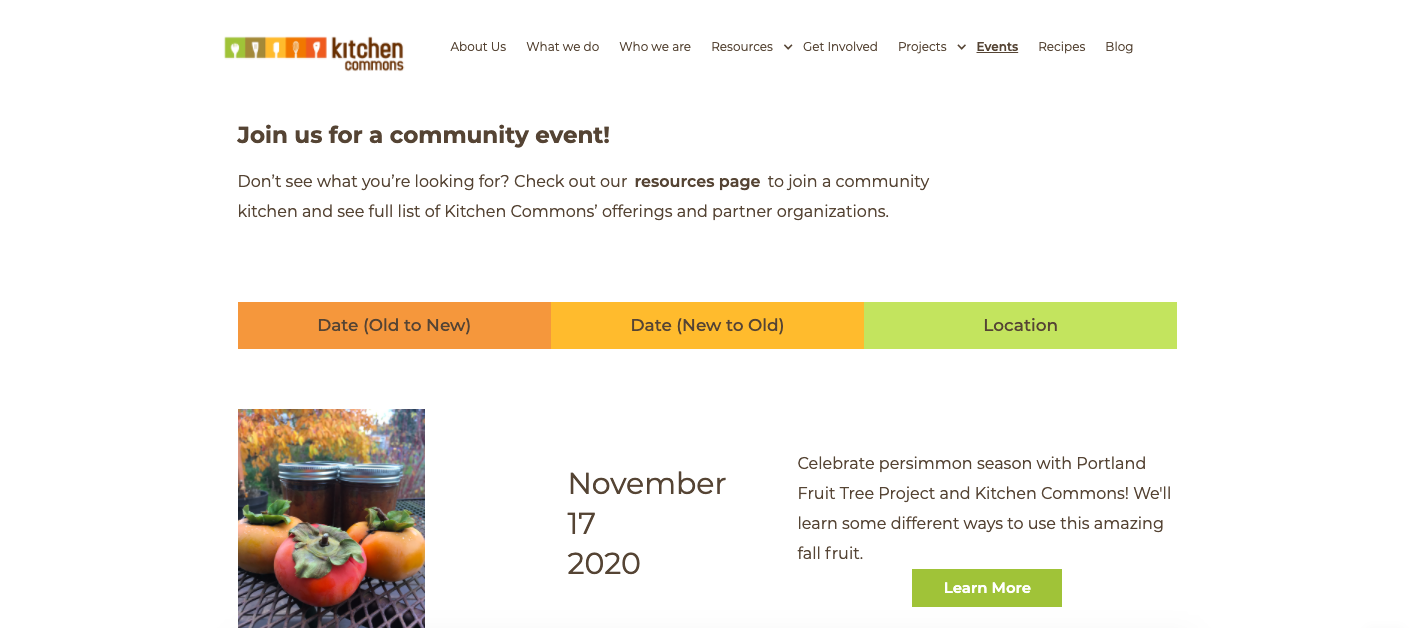 kitchen
commons
About Us What we do Who we are Resources Get Involved Projects Events Recipes Blog
Join us for a community event!
Don’t see what you’re looking for? Check out our resources page to join a community
kitchen and see full list of Kitchen Commons’ offerings and partner organizations.
Date (Old to New) Date (New to Old) Location
November
17
2020
Celebrate persimmon season with Portland
Fruit Tree Project and Kitchen Commons! We'll
learn some different ways to use this amazing
fall fruit.
Learn More